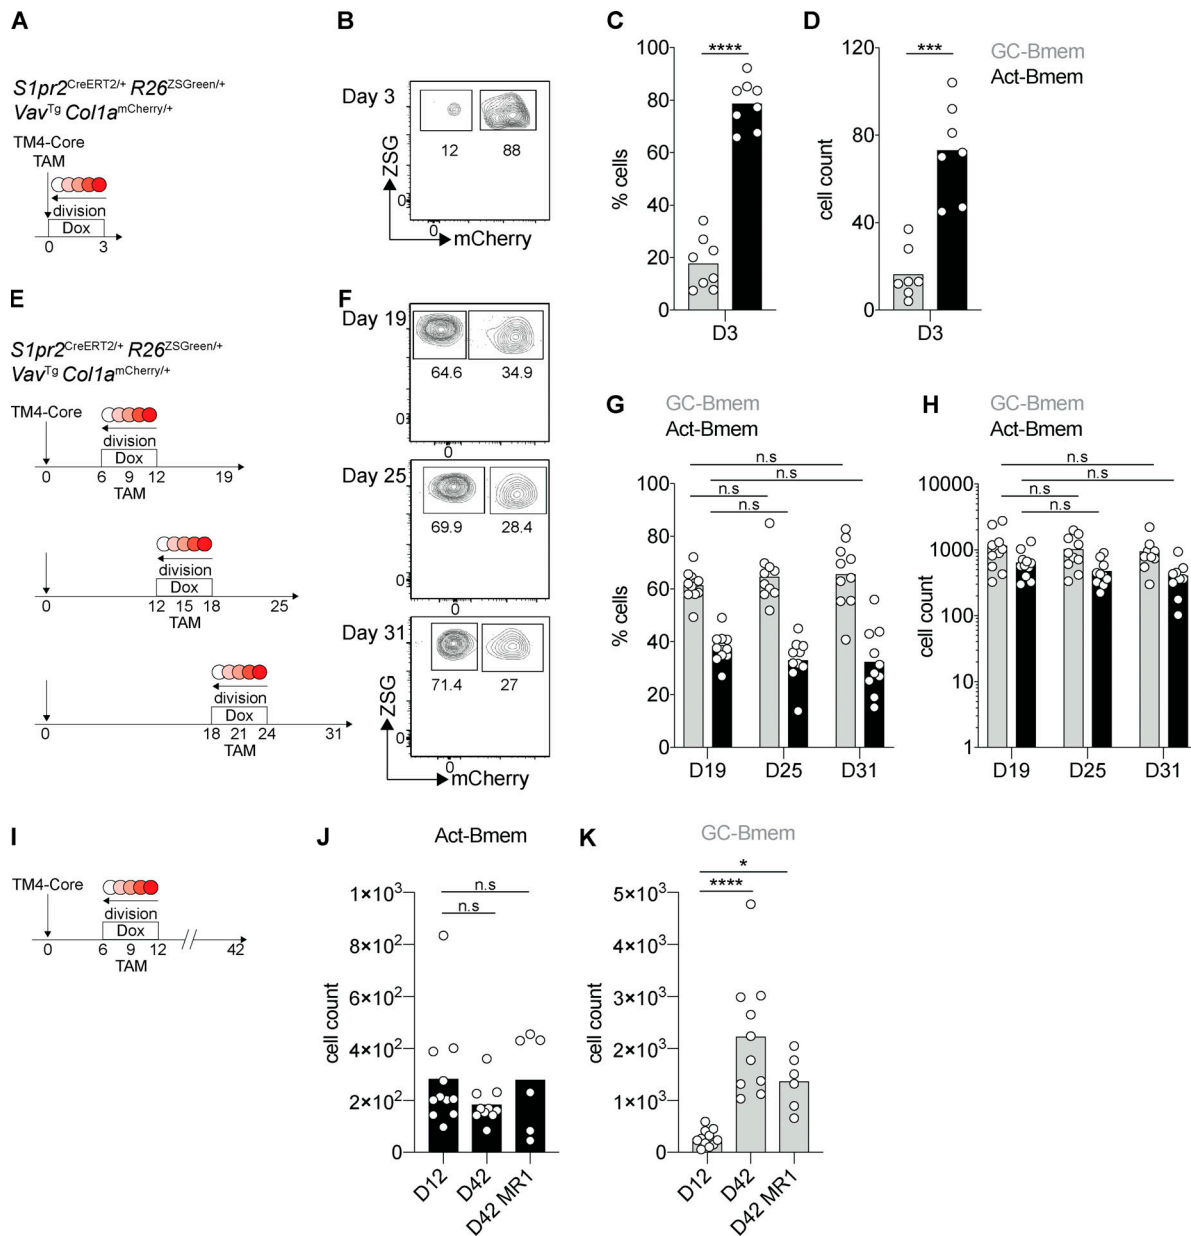 A
S1pr2CreERT2/+ R26ZSGreen/+
VavTg Col1amCherry/+
TM4-Core
TAM
division
Dox
0 3
B
Day 3
12 88
ZSG
0
0
mCherry
C
****
100
80
60
40
20
0
% cells
D3
D
***
120
80
40
0
cell count
D3
GC-Bmem
Act-Bmem
E
S1pr2CreERT2/+ R26ZSGreen/+
VavTg Col1amCherry/+
TM4-Core
division
Dox
0 6 9 12 19
TAM
division
Dox
0 12 15 18 25
TAM
division
Dox
0 18 21 24 31
TAM
F
Day 19
64.6 34.9
0
0
Day 25
69.9 28.4
0
0
Day 31
71.4 27
ZSG
0
0
mCherry
G
GC-Bmem
Act-Bmem
n.s
n.s
n.s
n.s
100
80
60
40
20
0
% cells
D19 D25 D31
H
GC-Bmem
Act-Bmem
n.s
n.s
n.s
n.s
10000
1000
100
10
1
cell count
D19 D25 D31
I
TM4-Core
division
Dox
0 6 9 12 42
TAM
J
Act-Bmem
n.s
n.s
1×10³
8×10²
6×10²
4×10²
2×10²
0
cell count
D12 D42 D42 MR1
K
GC-Bmem
*
****
5×10³
4×10³
3×10³
2×10³
1×10³
0
cell count
D12 D42 D42 MR1